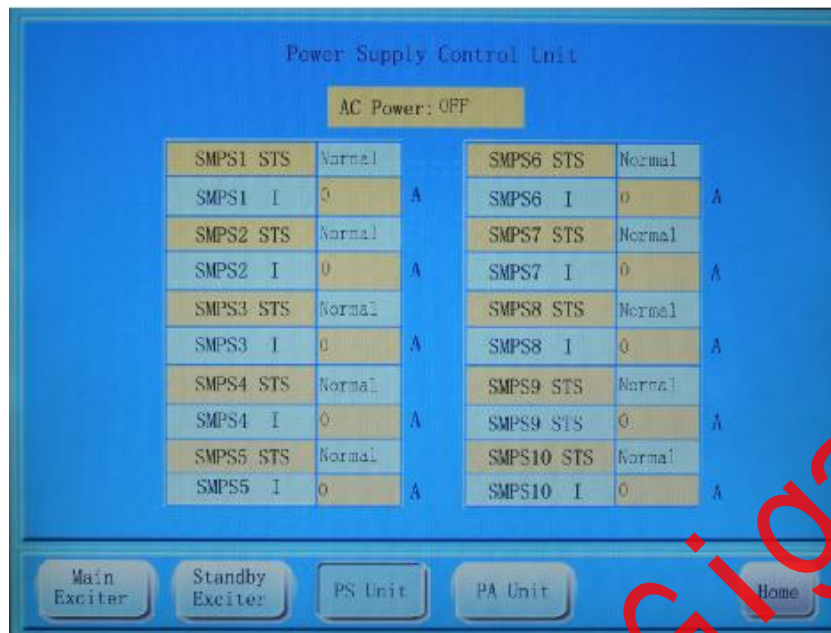 Power Supply Control Unit
AC Power: OFF
SMPS1 STS Normal
SMPS1 I 0 A
SMPS2 STS Normal
SMPS2 I 0 A
SMPS3 STS Normal
SMPS3 I 0 A
SMPS4 STS Normal
SMPS4 I 0 A
SMPS5 STS Normal
SMPS5 I 0 A
SMPS6 STS Normal
SMPS6 I 0 A
SMPS7 STS Normal
SMPS7 I 0 A
SMPS8 STS Normal
SMPS8 I 0 A
SMPS9 STS Normal
SMPS9 STS 0 A
SMPS10 STS Normal
SMPS10 I 0 A
Main
Exciter
Standby
Exciter
PS Unit
PA Unit
Home